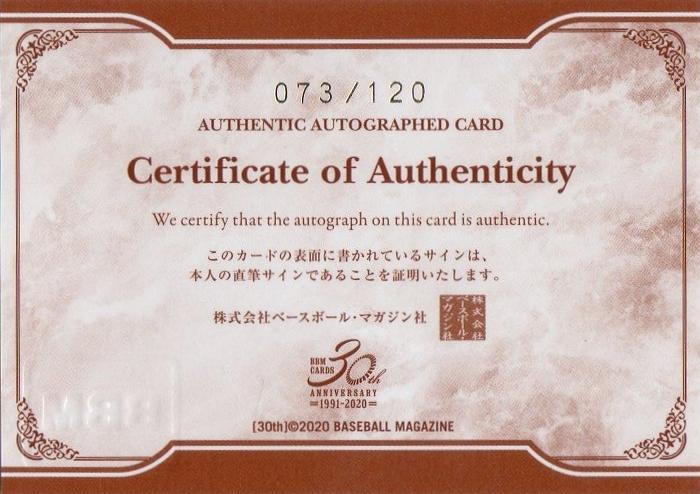 073/120
AUTHENTIC AUTOGRAPHED CARD
Certificate of Authenticity
We certify that the autograph on this card is authentic.
このカードの表面に書かれているサインは、
本人の直筆サインであることを証明いたします。
株式会社ベースボール・マガジン社
株式会社
ベースボール・
マガジン社
BBM
CARDS
30th
ANNIVERSARY
1991-2020
[30th]©2020 BASEBALL MAGAZINE
BBM